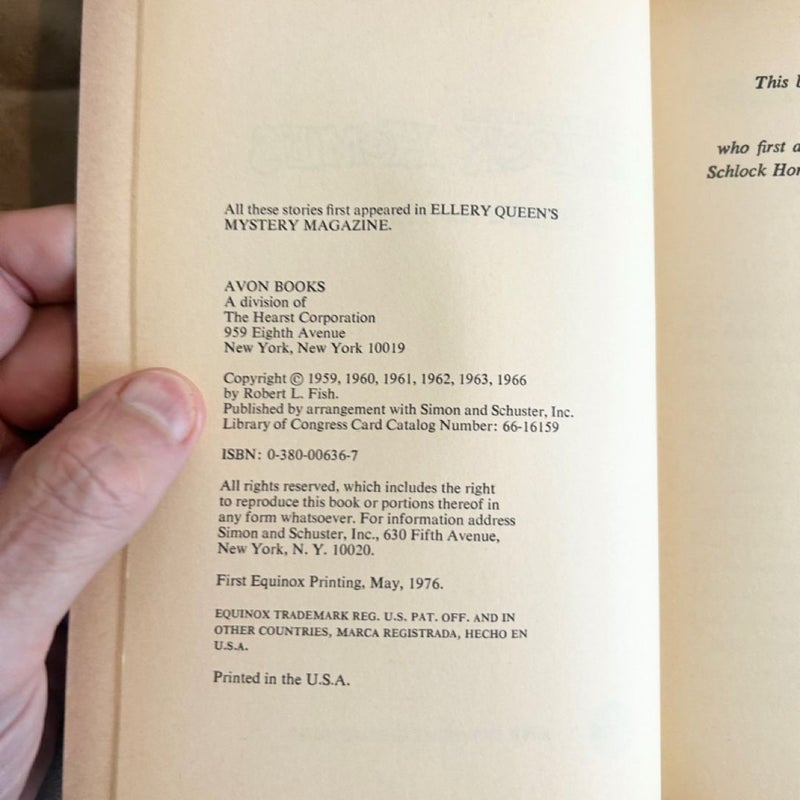 All these stories first appeared in ELLERY QUEEN'S
MYSTERY MAGAZINE.
AVON BOOKS
A division of
The Hearst Corporation
959 Eighth Avenue
New York, New York 10019
Copyright © 1959, 1960, 1961, 1962, 1963, 1966
by Robert L. Fish.
Published by arrangement with Simon and Schuster, Inc.
Library of Congress Card Catalog Number: 66-16159
ISBN: 0-380-00636-7
All rights reserved, which includes the right
to reproduce this book or portions thereof in
any form whatsoever. For information address
Simon and Schuster, Inc., 630 Fifth Avenue,
New York, N. Y. 10020.
First Equinox Printing, May, 1976.
EQUINOX TRADEMARK REG. U.S. PAT. OFF. AND IN
OTHER COUNTRIES, MARCA REGISTRADA, HECHO EN
U.S.A.
Printed in the U.S.A.
This
who first
Schlock